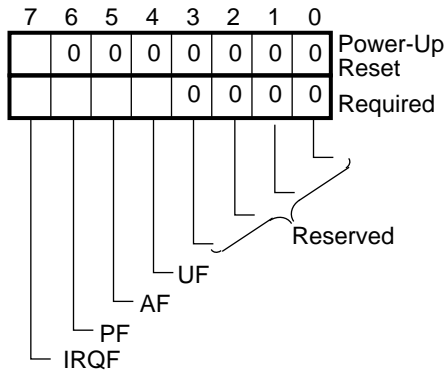 7 6 5 4 3 2 1 0
0 0 0 0 0 0 0 Power-Up
Reset
0 0 0 0 Required
Reserved
UF
AF
PF
IRQF